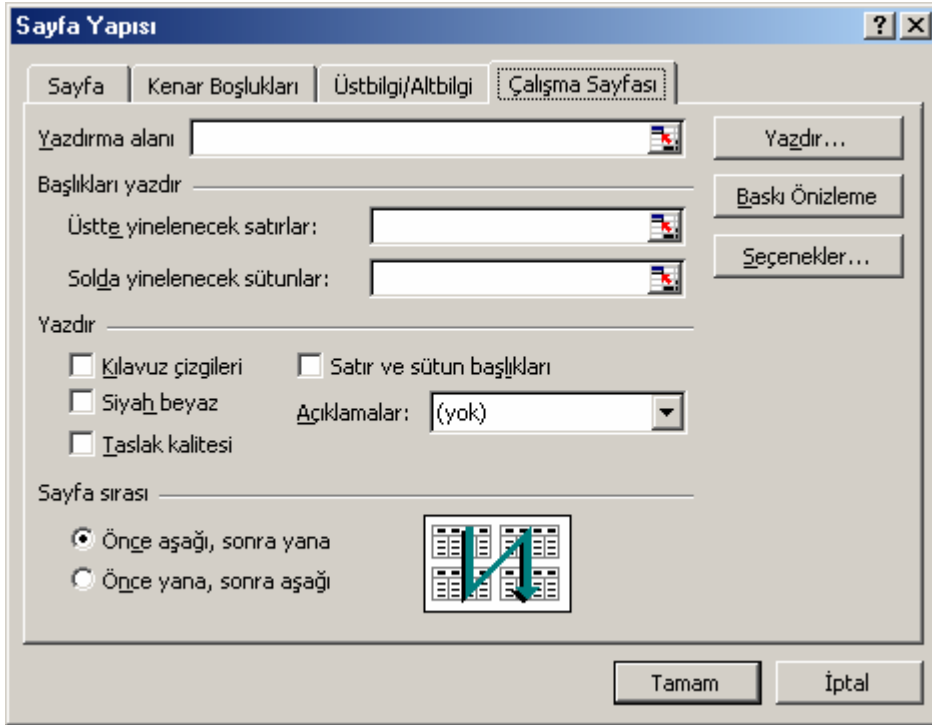 Sayfa Yapısı
Sayfa Kenar Boşlukları Üstbilgi/Altbilgi Çalışma Sayfası
Yazdırma alanı Yazdır...
Başlıkları yazdır Baskı Önizleme
Üstte yinelenecek satırlar:
Seçenekler...
Solda yinelenecek sütunlar:
Yazdır
Kılavuz çizgileri Satır ve sütun başlıkları
Siyah beyaz Açıklamalar: (yok)
Taslak kalitesi
Sayfa sırası
Önce aşağı, sonra yana
Önce yana, sonra aşağı
Tamam İptal